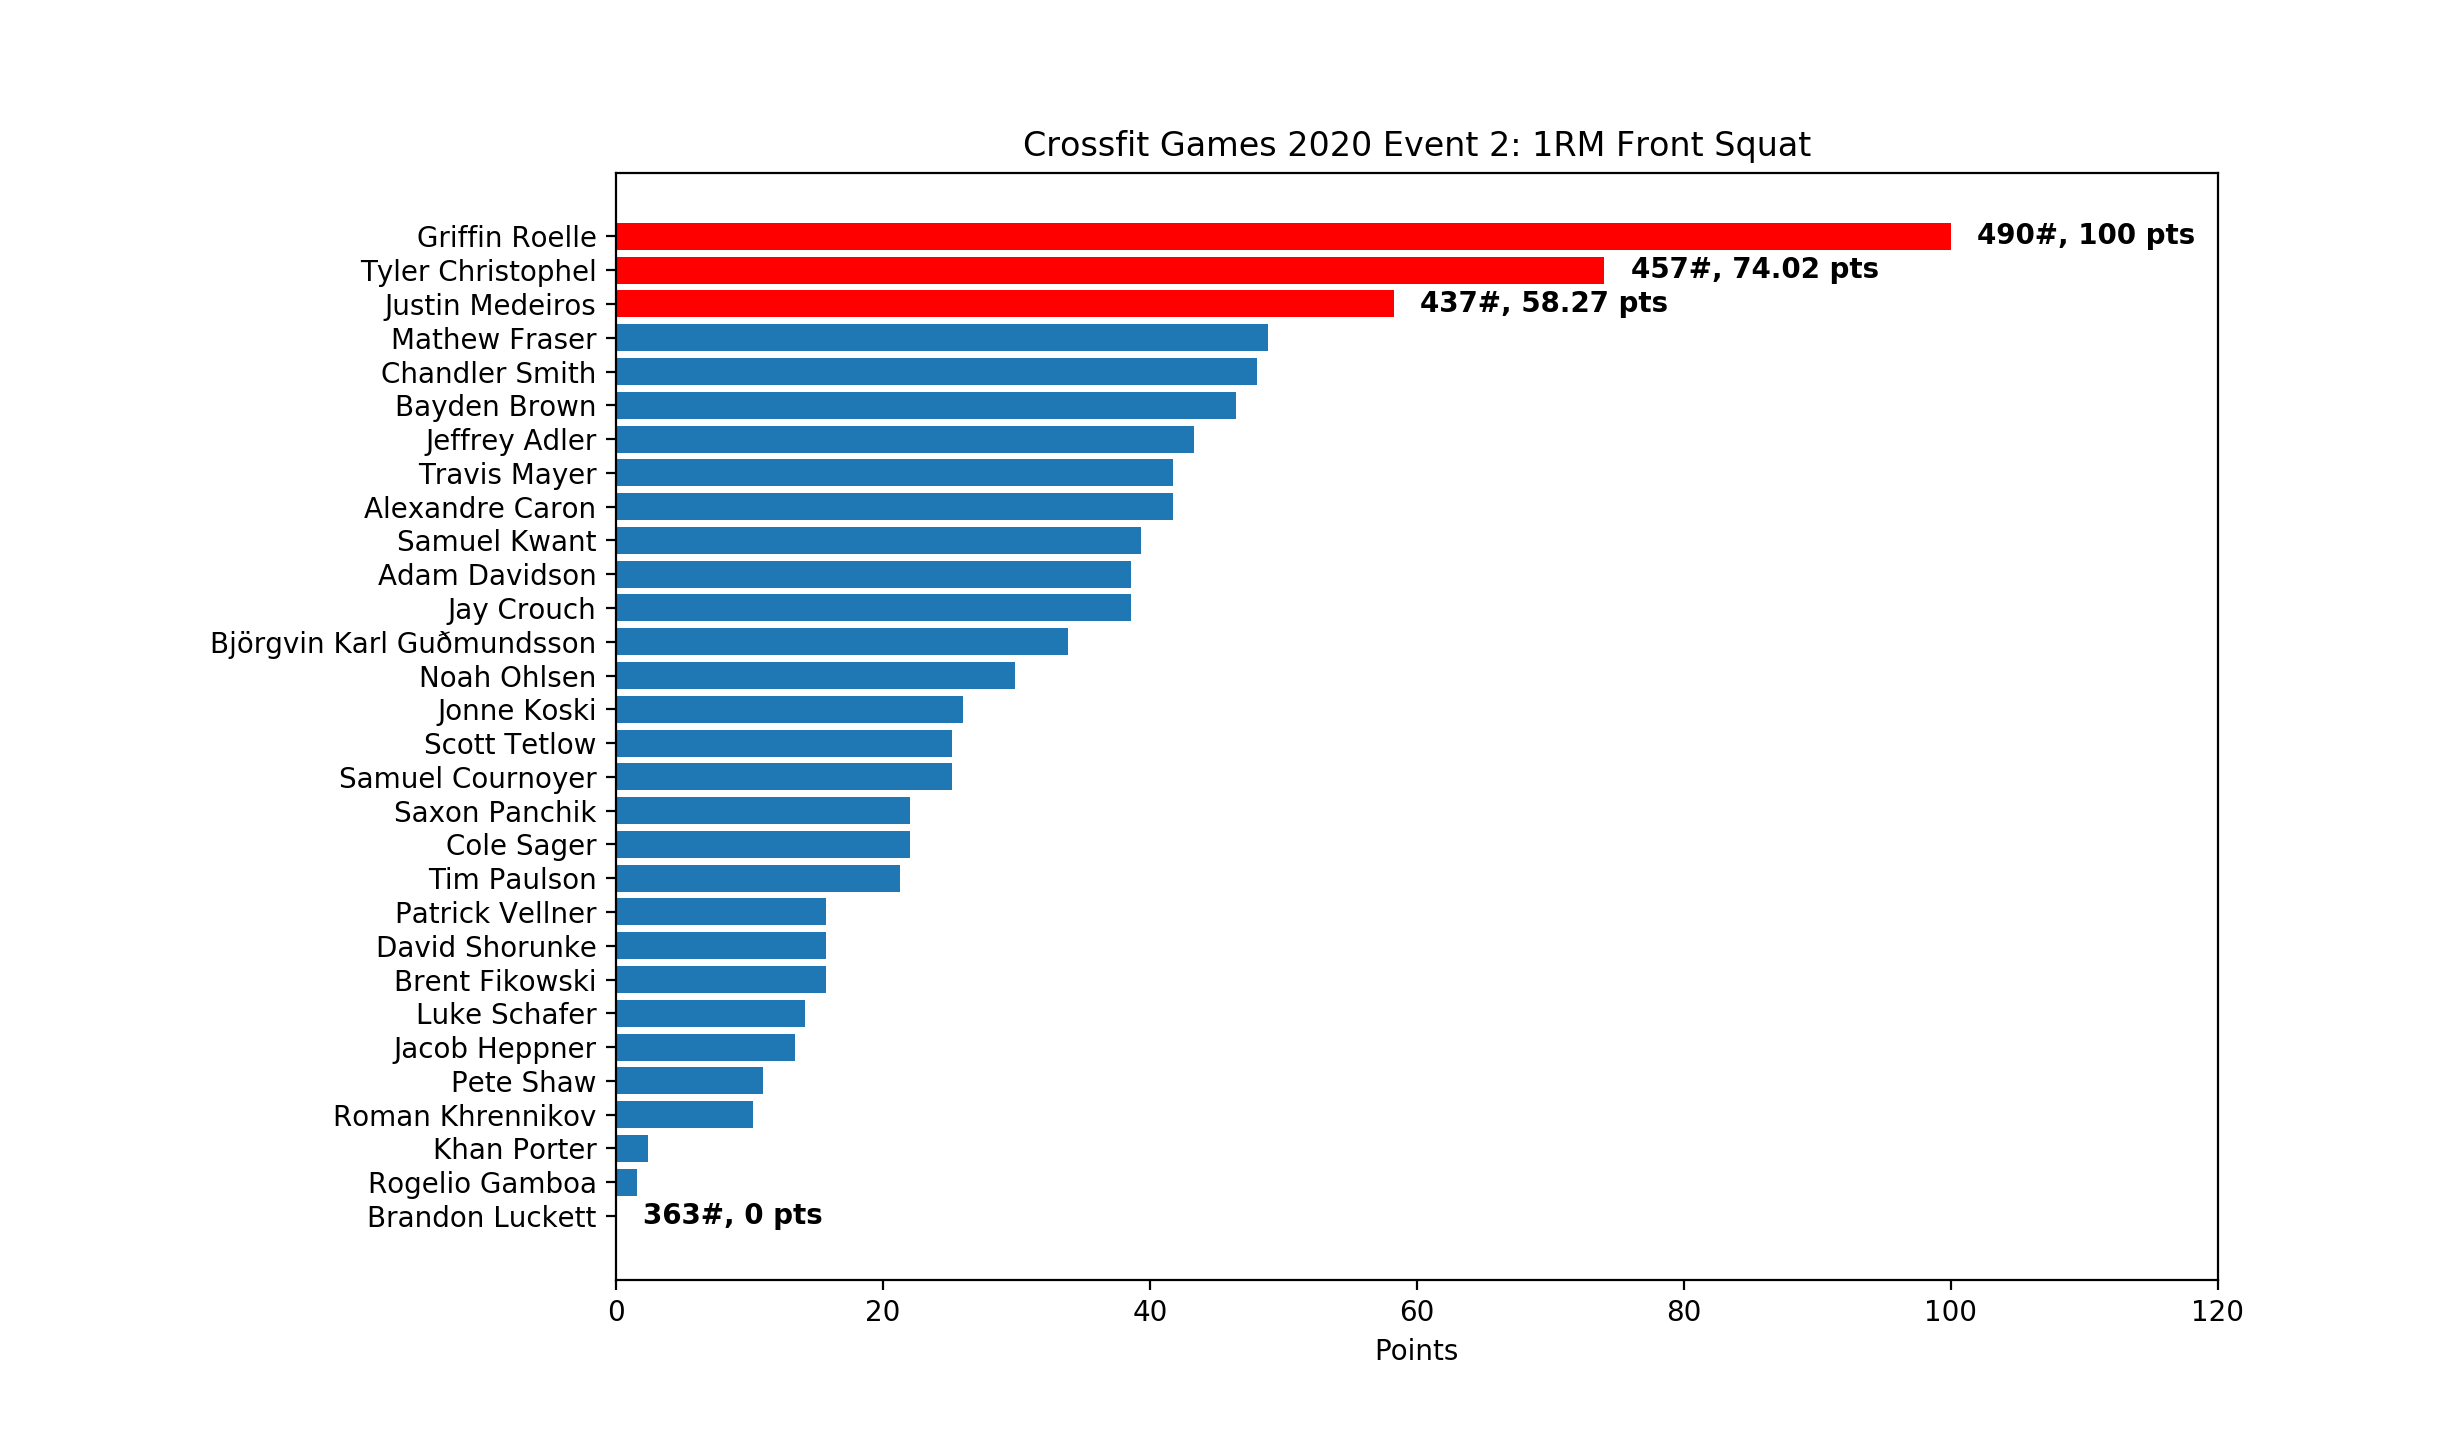 Crossfit Games 2020 Event 2: 1RM Front Squat
Griffin Roelle
490#, 100 pts
Tyler Christophel
457#, 74.02 pts
Justin Medeiros
437#, 58.27 pts
Mathew Fraser
Chandler Smith
Bayden Brown
Jeffrey Adler
Travis Mayer
Alexandre Caron
Samuel Kwant
Adam Davidson
Jay Crouch
Björgvin Karl Guðmundsson
Noah Ohlsen
Jonne Koski
Scott Tetlow
Samuel Cournoyer
Saxon Panchik
Cole Sager
Tim Paulson
Patrick Vellner
David Shorunke
Brent Fikowski
Luke Schafer
Jacob Heppner
Pete Shaw
Roman Khrennikov
Khan Porter
Rogelio Gamboa
Brandon Luckett
363#, 0 pts
0 20 40 60 80 100 120
Points